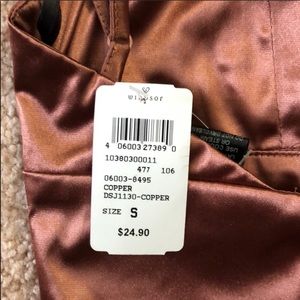 windsor
4 06003 27389 0
10380300011
477 106
06003-8495
COPPER
DSJ1130-COPPER
SIZE S
$24.90